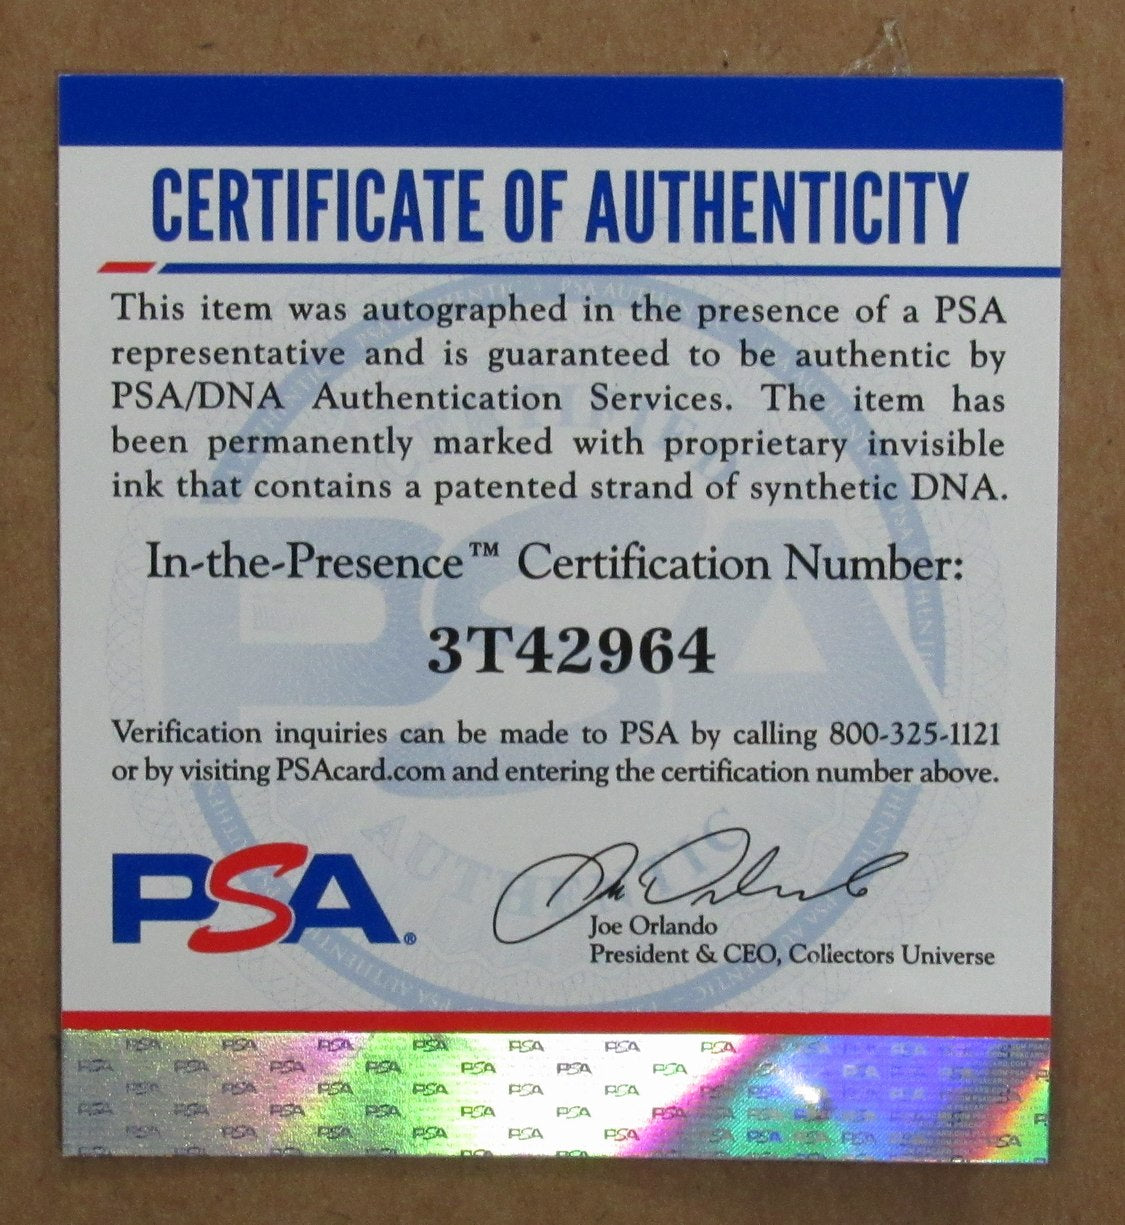 CERTIFICATE OF AUTHENTICITY
This item was autographed in the presence of a PSA
representative and is guaranteed to be authentic by
PSA/DNA Authentication Services. The item has
been permanently marked with proprietary invisible
ink that contains a patented strand of synthetic DNA.
In-the-Presence™ Certification Number:
3T42964
Verification inquiries can be made to PSA by calling 800-325-1121
or by visiting PSAcard.com and entering the certification number above.
PSA®
Joe Orlando
President & CEO, Collectors Universe